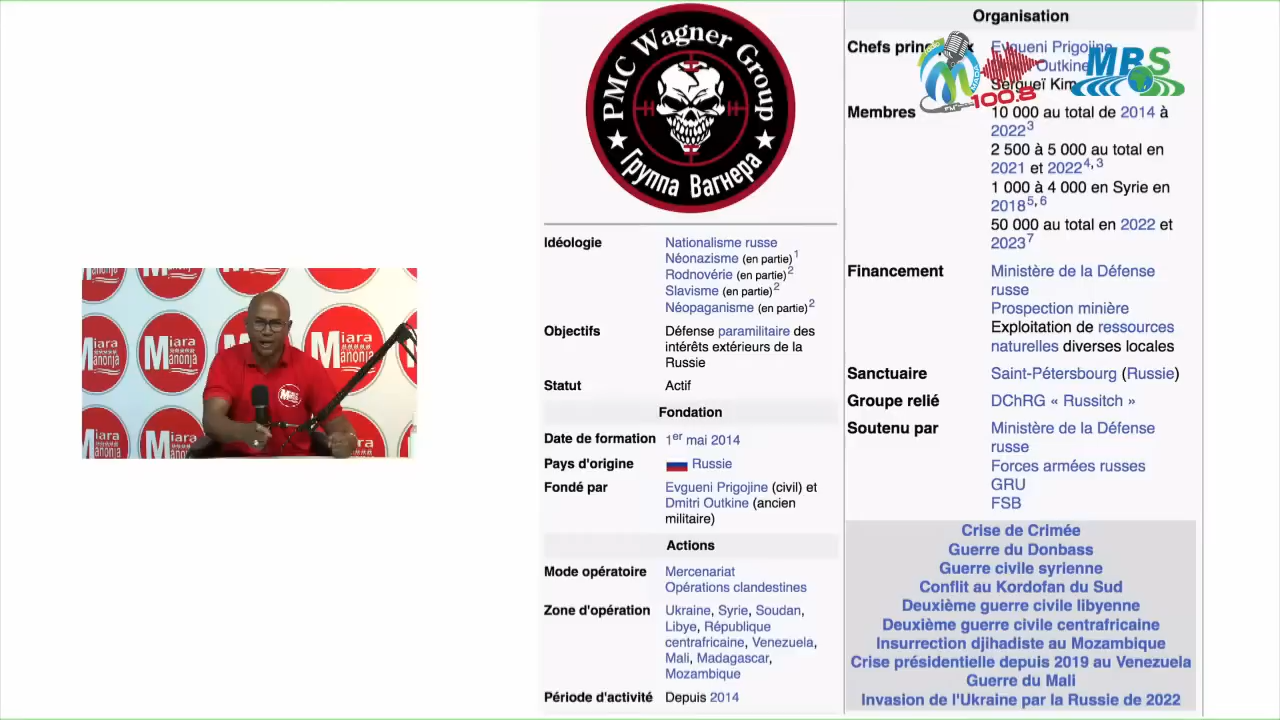 PMC Wagner Group
Группа Вагнера
Idéologie
Nationalisme russe
Néonazisme (en partie)1
Rodnovérie (en partie)2
Slavisme (en partie)2
Néopaganisme (en partie)2
Objectifs
Défense paramilitaire des
intérêts extérieurs de la
Russie
Statut
Actif
Fondation
Date de formation
1er mai 2014
Pays d'origine
Russie
Fondé par
Evgueni Prigojine (civil) et
Dmitri Outkine (ancien
militaire)
Actions
Mode opératoire
Mercenariat
Opérations clandestines
Zone d'opération
Ukraine, Syrie, Soudan,
Libye, République
centrafricaine, Venezuela,
Mali, Madagascar,
Mozambique
Période d'activité
Depuis 2014
Organisation
Chefs
Evgueni Prigojine
Outkine
Sergueï Kim
100.8
MBS
Membres
10 000 au total de 2014 à
20223
2 500 à 5 000 au total en
2021 et 20224, 3
1 000 à 4 000 en Syrie en
20185, 6
50 000 au total en 2022 et
20237
Financement
Ministère de la Défense
russe
Prospection minière
Exploitation de ressources
naturelles diverses locales
Sanctuaire
Saint-Pétersbourg (Russie)
Groupe relié
DChRG « Russitch »
Soutenu par
Ministère de la Défense
russe
Forces armées russes
GRU
FSB
Crise de Crimée
Guerre du Donbass
Guerre civile syrienne
Conflit au Kordofan du Sud
Deuxième guerre civile libyenne
Deuxième guerre civile centrafricaine
Insurrection djihadiste au Mozambique
Crise présidentielle depuis 2019 au Venezuela
Guerre du Mali
Invasion de l'Ukraine par la Russie de 2022
Miara
Manonja